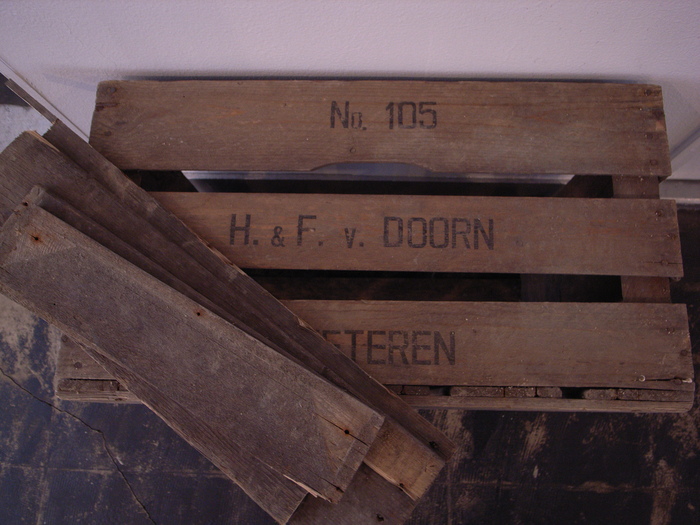 No. 105
H. & F. v. DOORN
ETEREN